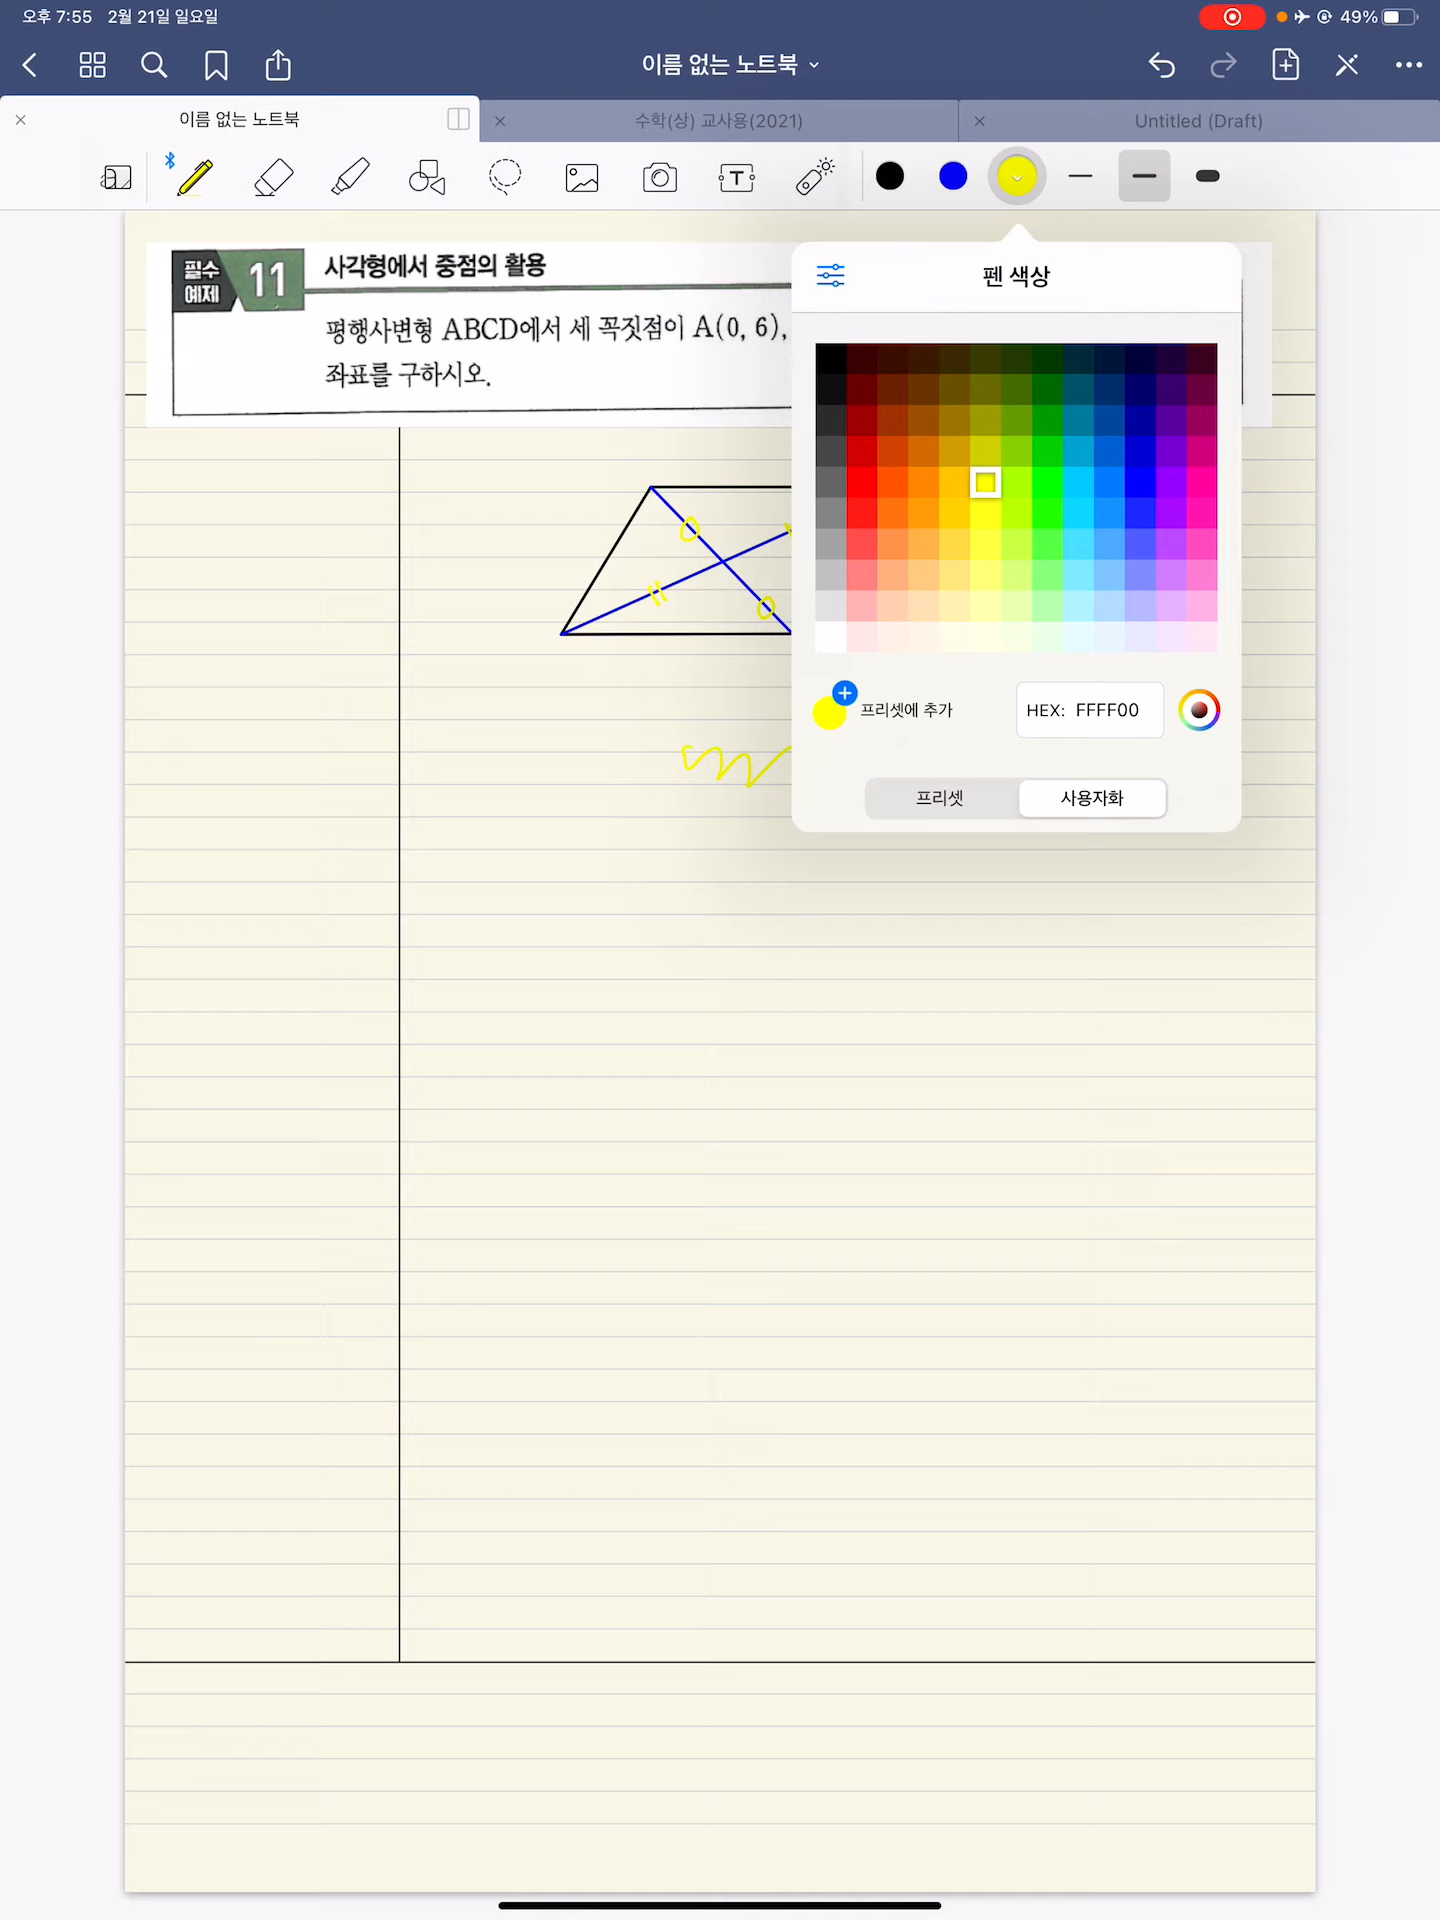 오후 7:55 2월 21일 일요일
49%
이름 없는 노트북
이름 없는 노트북
수학(상) 교사용(2021)
Untitled (Draft)
필수 예제 11
사각형에서 중점의 활용
평행사변형 ABCD에서 세 꼭짓점이 A(0, 6),
좌표를 구하시오.
펜 색상
프리셋에 추가
HEX: FFFF00
프리셋
사용자화